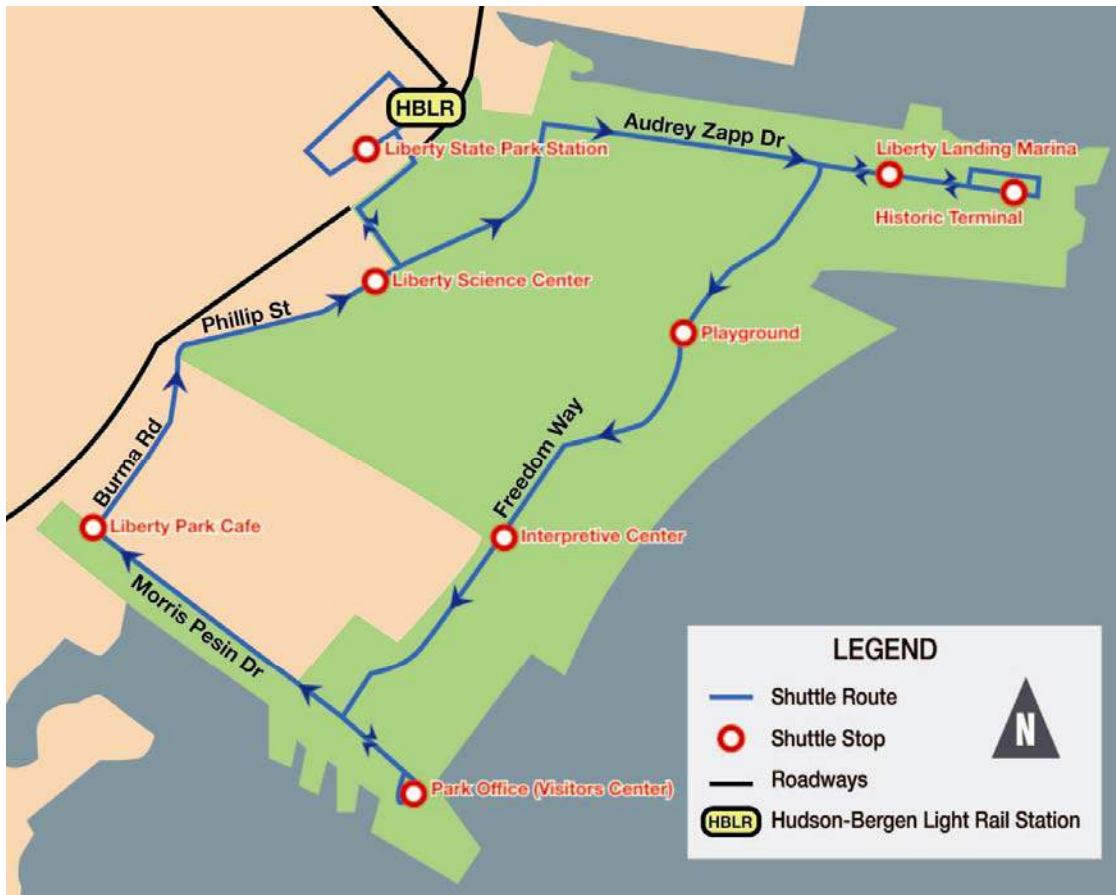 HBLR
Liberty State Park Station
Audrey Zapp Dr
Liberty Landing Marina
Historic Terminal
Liberty Science Center
Phillip St
Playground
Burma Rd
Freedom Way
Liberty Park Cafe
Interpretive Center
Morris Pesin Dr
Park Office (Visitors Center)
LEGEND
Shuttle Route
Shuttle Stop
Roadways
HBLR Hudson-Bergen Light Rail Station
N